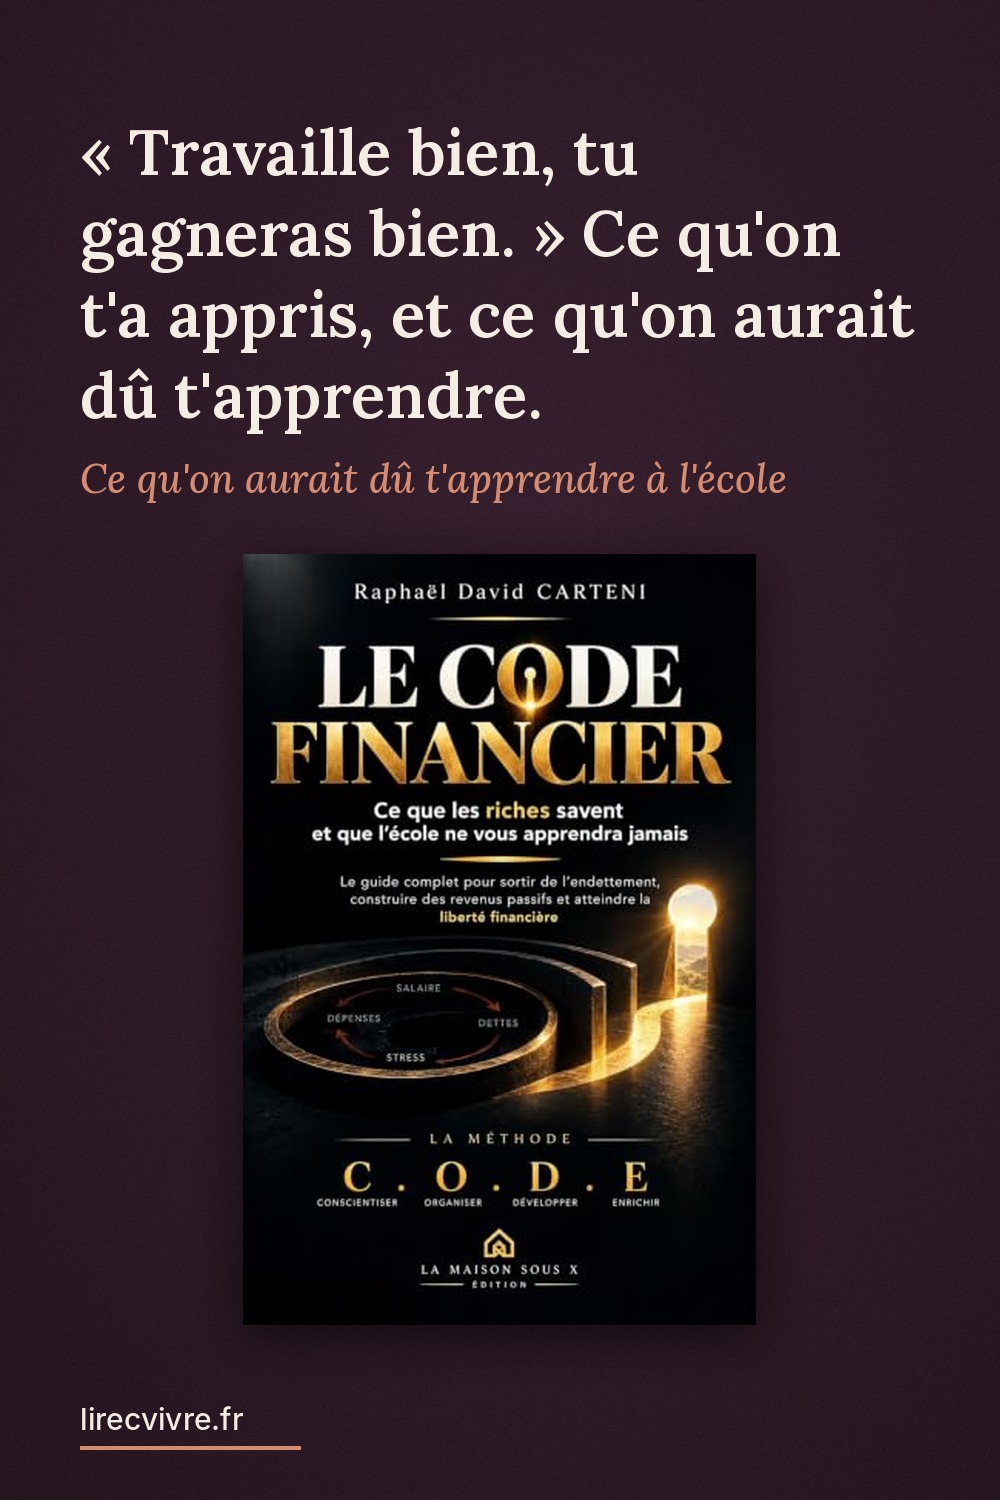 « Travaille bien, tu
gagneras bien. » Ce qu'on
t'a appris, et ce qu'on aurait
dû t'apprendre.
Ce qu'on aurait dû t'apprendre à l'école
Raphaël David CARTENI
LE CODE
FINANCIER
Ce que les riches savent
et que l'école ne vous apprendra jamais
Le guide complet pour sortir de l'endettement,
construire des revenus passifs et atteindre la
liberté financière
SALAIRE
DÉPENSES
DETTES
STRESS
LA MÉTHODE
C . O . D . E
CONSCIENTISER ORGANISER DÉVELOPPER ENRICHIR
LA MAISON SOUS X
ÉDITION
lirecvivre.fr